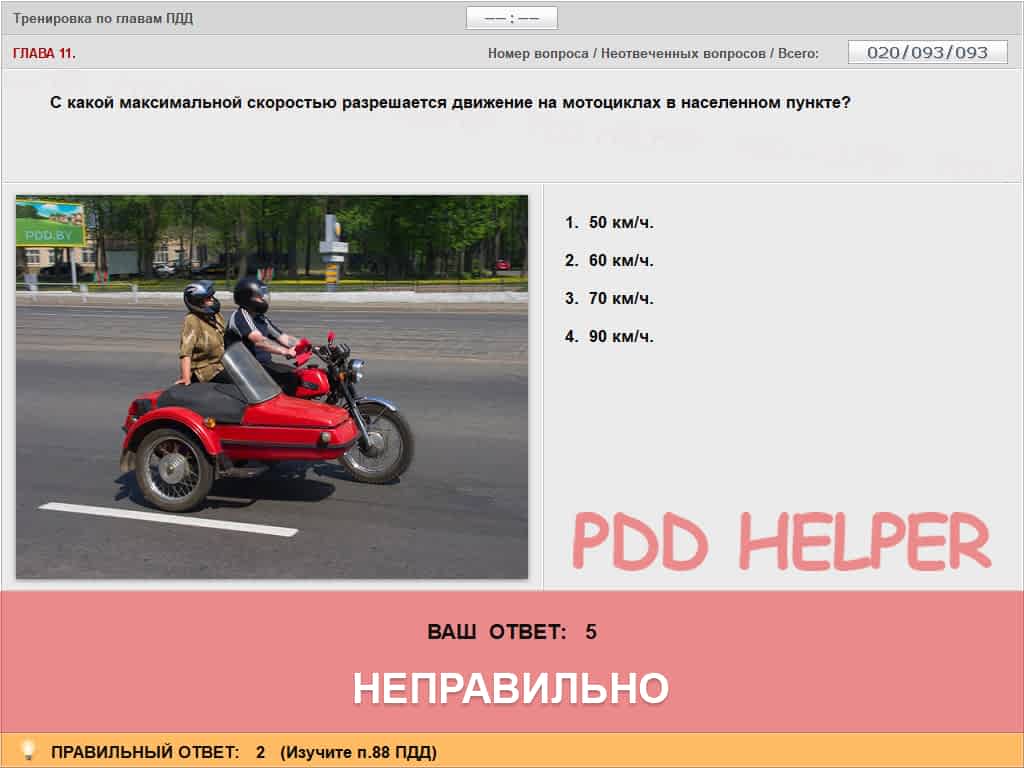 Тренировка по главам ПДД
—— : ——
ГЛАВА 11.
Номер вопроса / Неотвеченных вопросов / Всего: 020/093/093
С какой максимальной скоростью разрешается движение на мотоциклах в населенном пункте?
PDD.BY
1. 50 км/ч.
2. 60 км/ч.
3. 70 км/ч.
4. 90 км/ч.
PDD HELPER
ВАШ ОТВЕТ: 5
НЕПРАВИЛЬНО
ПРАВИЛЬНЫЙ ОТВЕТ: 2 (Изучите п.88 ПДД)